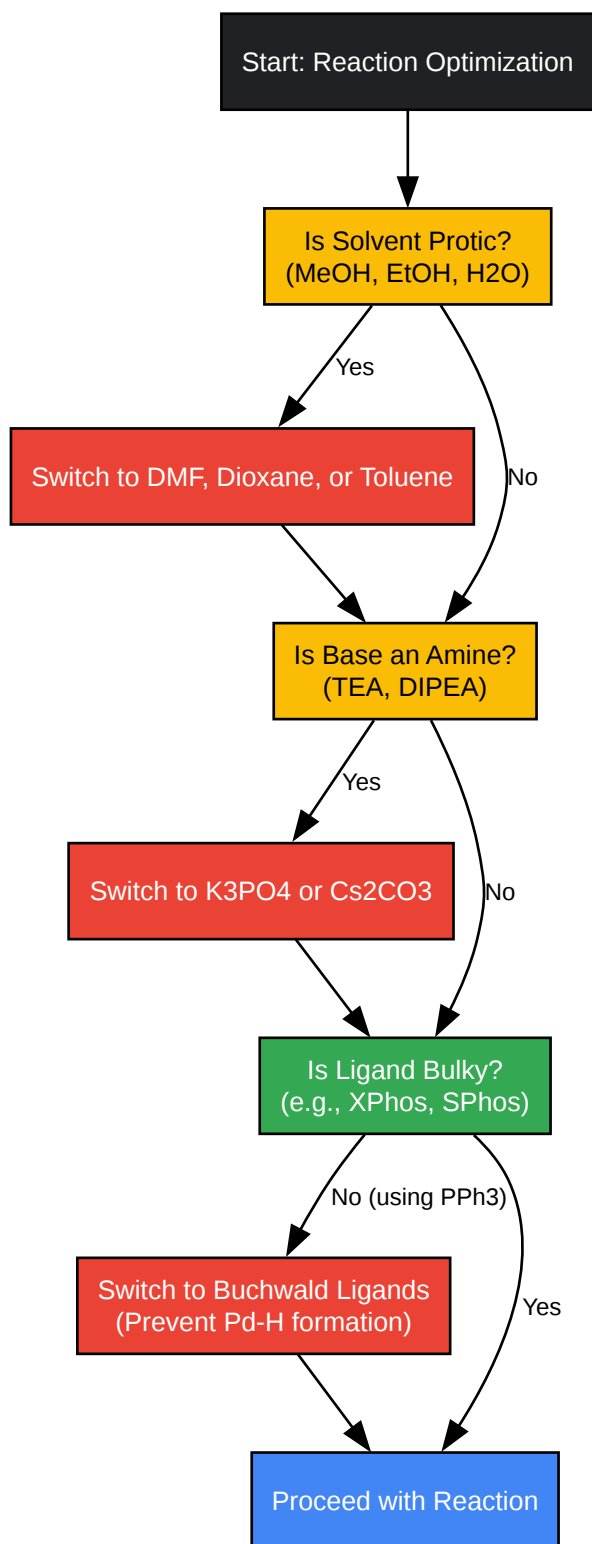 Start: Reaction Optimization
Is Solvent Protic?
(MeOH, EtOH, H2O)
Yes
Switch to DMF, Dioxane, or Toluene
No
Is Base an Amine?
(TEA, DIPEA)
Yes
Switch to K3PO4 or Cs2CO3
No
Is Ligand Bulky?
(e.g., XPhos, SPhos)
No (using PPh3)
Switch to Buchwald Ligands
(Prevent Pd-H formation)
Yes
Proceed with Reaction